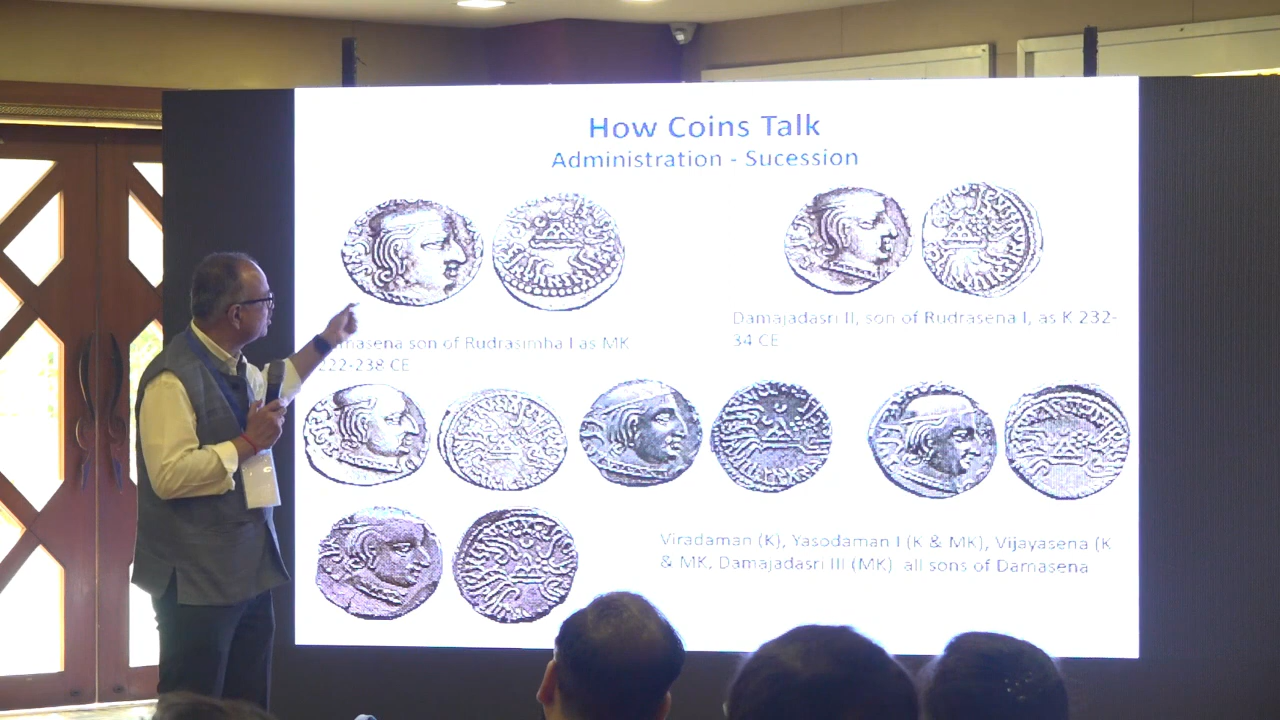 How Coins Talk
Administration - Sucession
masena son of Rudrasimha I as MK
222-238 CE
Damajadasri II, son of Rudrasena I, as K 232-
34 CE
Viradaman (K), Yasodaman I (K & MK), Vijayasena (K
& MK, Damajadasri III (MK) all sons of Damasena